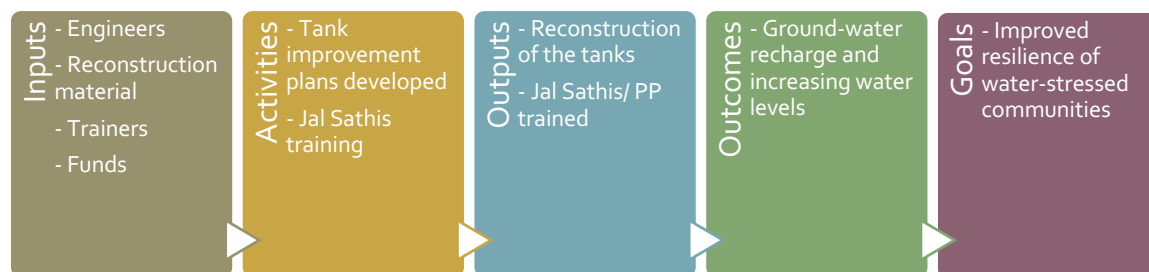 Inputs
- Engineers
- Reconstruction
material
- Trainers
- Funds
Activities
- Tank
improvement
plans developed
- Jal Sathis
training
Outputs
- Reconstruction
of the tanks
- Jal Sathis/ PP
trained
Outcomes
- Ground-water
recharge and
increasing water
levels
Goals
- Improved
resilience of
water-stressed
communities